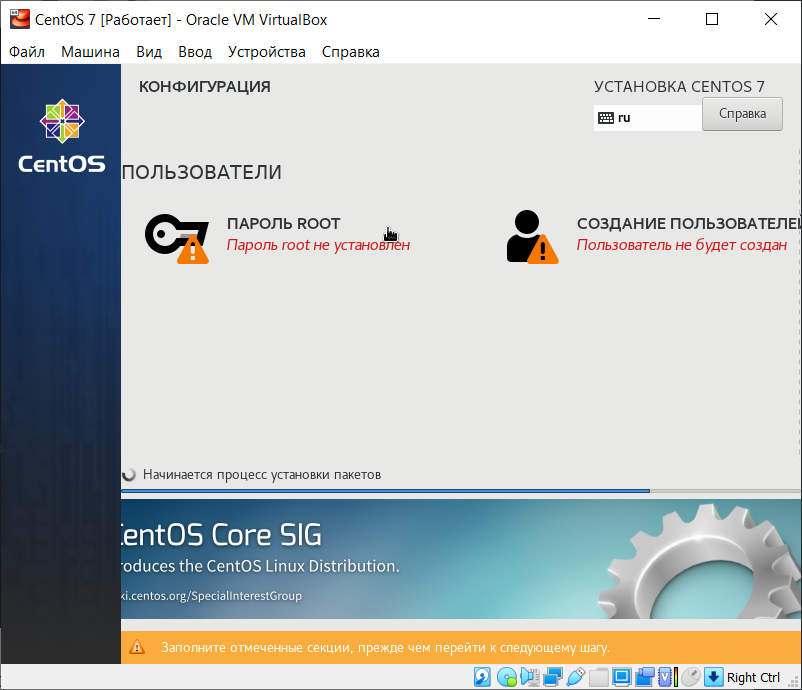 CentOS 7 [Работает] - Oracle VM VirtualBox
Файл Машина Вид Ввод Устройства Справка
КОНФИГУРАЦИЯ
УСТАНОВКА CENTOS 7
ru
Справка
CentOS
ПОЛЬЗОВАТЕЛИ
ПАРОЛЬ ROOT
Пароль root не установлен
СОЗДАНИЕ ПОЛЬЗОВАТЕЛЕЙ
Пользователь не будет создан
Начинается процесс установки пакетов
CentOS Core SIG
roduces the CentOS Linux Distribution.
ki.centos.org/SpecialInterestGroup
Заполните отмеченные секции, прежде чем перейти к следующему шагу.
Right Ctrl